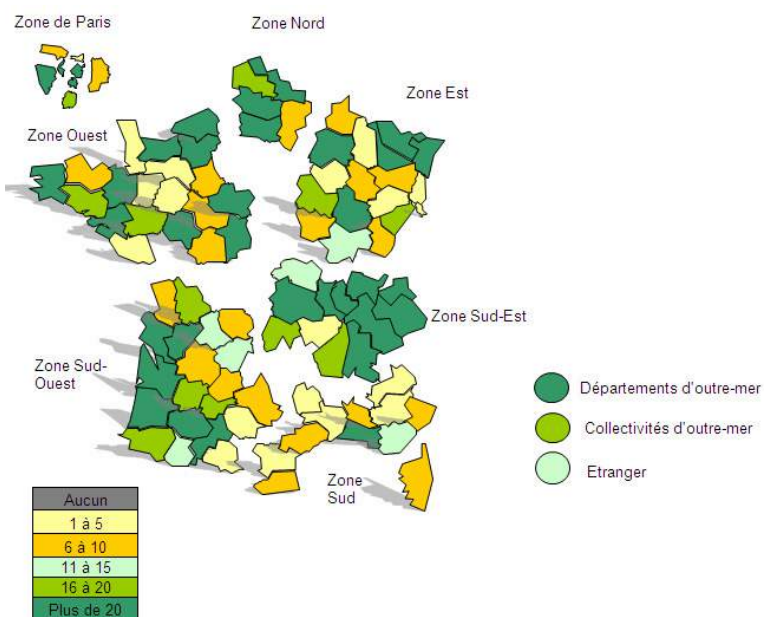 Zone de Paris
Zone Nord
Zone Est
Zone Ouest
Zone Sud-Est
Zone Sud-
Ouest
Zone
Sud
Départements d'outre-mer
Collectivités d'outre-mer
Etranger
Aucun
1 à 5
6 à 10
11 à 15
16 à 20
Plus de 20